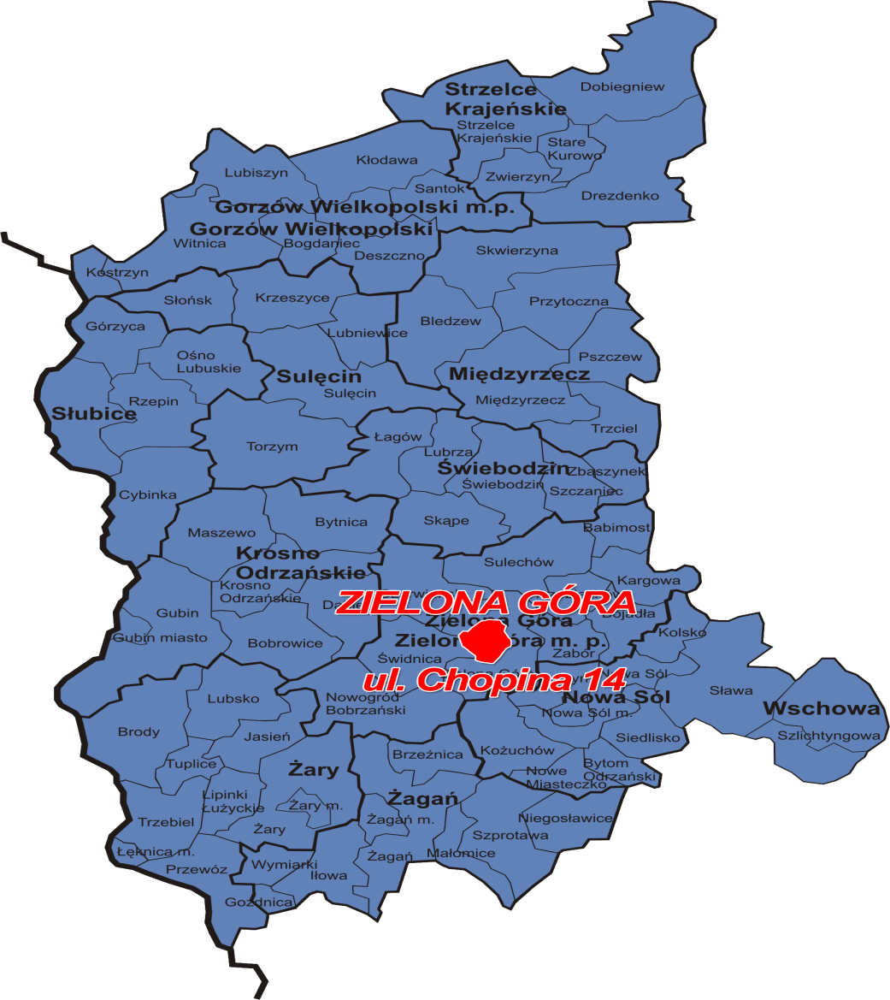 Dobiegniew
Strzelce
Krajeńskie
Strzelce
Krajeńskie
Stare
Kurowo
Kłodawa
Lubiszyn
Zwierzyn
Santok
Drezdenko
Gorzów Wielkopolski m.p.
Gorzów Wielkopolski
Witnica
Bogdaniec
Deszczno
Skwierzyna
Kostrzyn
Słońsk
Krzeszyce
Przytoczna
Górzyca
Lubniewice
Bledzew
Ośno
Lubuskie
Pszczew
Sulęcin
Sulęcin
Międzyrzecz
Międzyrzecz
Rzepin
Słubice
Trzciel
Torzym
Łagów
Lubrza
Świebodzin
Świebodzin
Zbaszynek
Szczaniec
Cybinka
Maszewo
Bytnica
Skąpe
Babimost
Krosno
Odrzańskie
Krosno
Odrzańskie
Sulechów
Kargowa
ZIELONA GÓRA
Zielona Góra
Bojadła
Gubin
Gubin miasto
Bobrowice
Zabór
Kolsko
Świdnica
ul. Chopina 14
Nowa Sól
Nowa Sól
Nowa Sól m.
Nowogród
Bobrzański
Sława
Wschowa
Szlichtyngowa
Lubsko
Brody
Jasień
Siedlisko
Tuplice
Żary
Brzeźnica
Kożuchów
Bytom
Odrzański
Nowe
Miasteczko
Lipinki
Łużyckie
Żary m.
Żagań
Żagań m.
Trzebiel
Żary
Niegosławice
Szprotawa
Łęknica m.
Przewóz
Wymiarki
Iłowa
Żagań
Małomice
Gozdnica